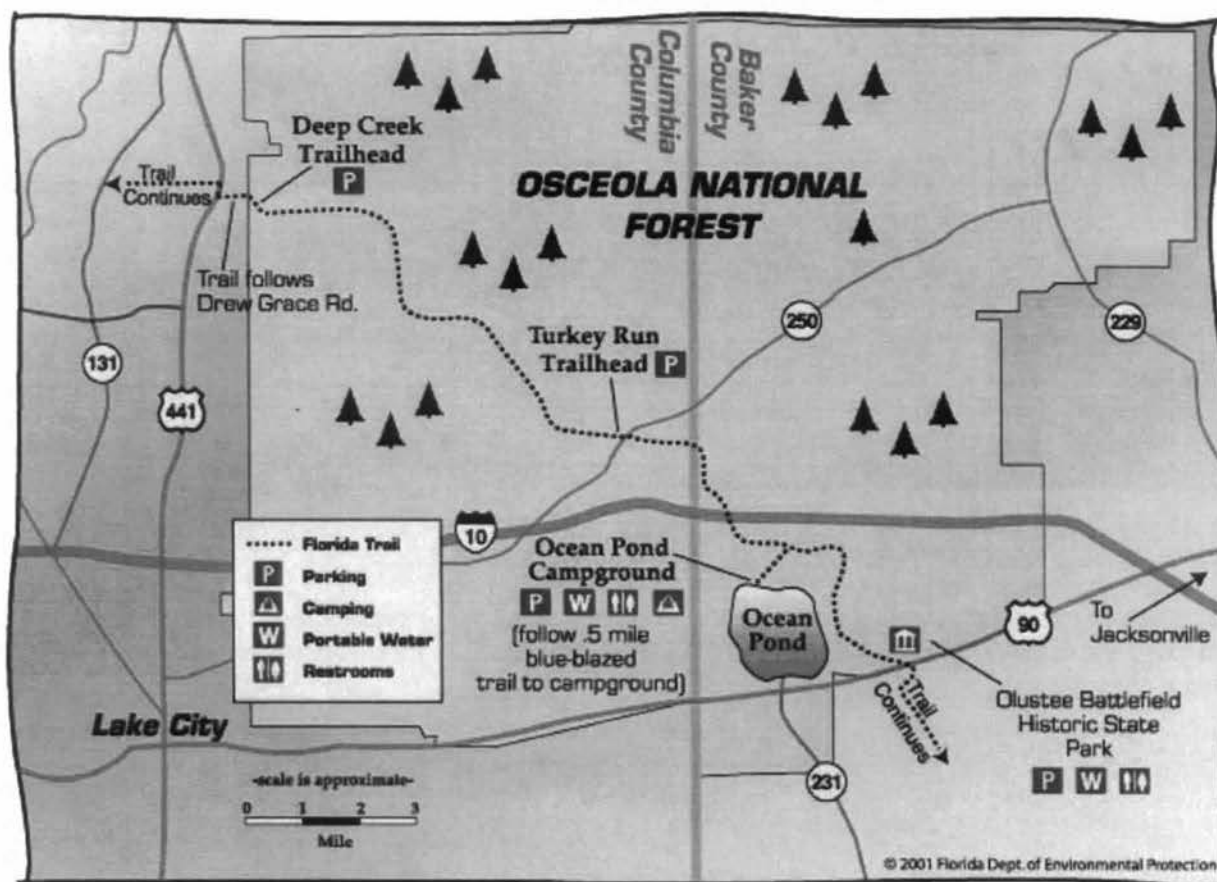 Columbia
County
Baker
County
Deep Creek
Trailhead
P
Trail
Continues
OSCEOLA NATIONAL
FOREST
Trail follows
Drew Grace Rd.
250
229
Turkey Run
Trailhead P
131
441
10
Florida Trail
P Parking
Camping
W Portable Water
Restrooms
Ocean Pond
Campground
P W
(follow .5 mile
blue-blazed
trail to campground)
Ocean
Pond
90
To
Jacksonville
Trail
Continues
Olustee Battlefield
Historic State
Park
P W
Lake City
231
-scale is approximate-
0 1 2 3
Mile
© 2001 Florida Dept. of Environmental Protection